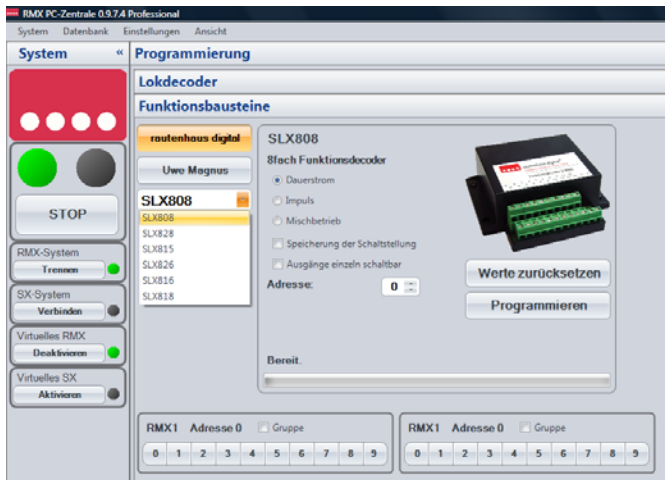 RMX PC-Zentrale 0.9.7.4 Professional
System Datenbank Einstellungen Ansicht
System «
Programmierung
Lokdecoder
Funktionsbausteine
rautenhaus digital
Uwe Magnus
SLX808
SLX808
SLX828
SLX815
SLX826
SLX816
SLX818
SLX808
8fach Funktionsdecoder
Dauerstrom
Impuls
Mischbetrieb
Speicherung der Schaltstellung
Ausgänge einzeln schaltbar
Adresse: 0
Werte zurücksetzen
Programmieren
Bereit.
STOP
RMX-System
Trennen
SX-System
Verbinden
Virtuelles RMX
Deaktivieren
Virtuelles SX
Aktivieren
RMX1 Adresse 0 Gruppe
0 1 2 3 4 5 6 7 8 9
RMX1 Adresse 0 Gruppe
0 1 2 3 4 5 6 7 8 9